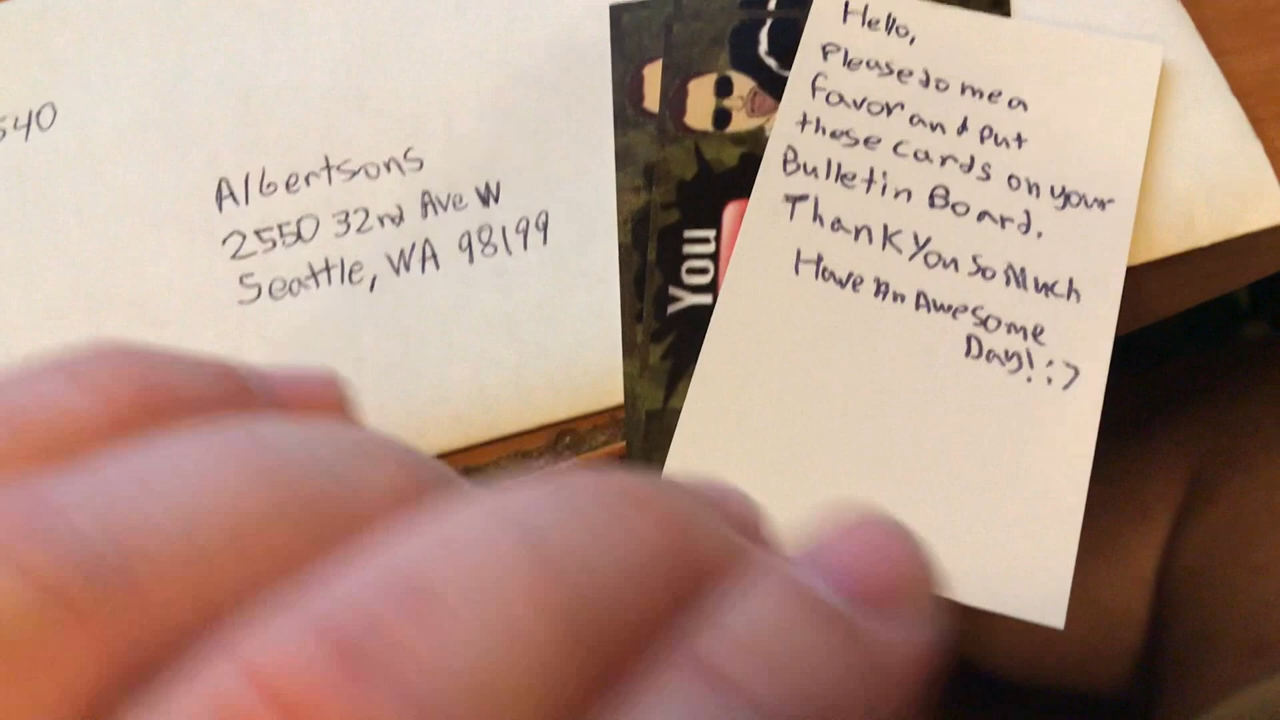 540
Albertsons
2550 32nd Ave W
Seattle, WA 98199
You
Hello,
Please do me a
favor and put
these cards on your
Bulletin Board.
Thank You So Much
Have An Awesome
Day! :7